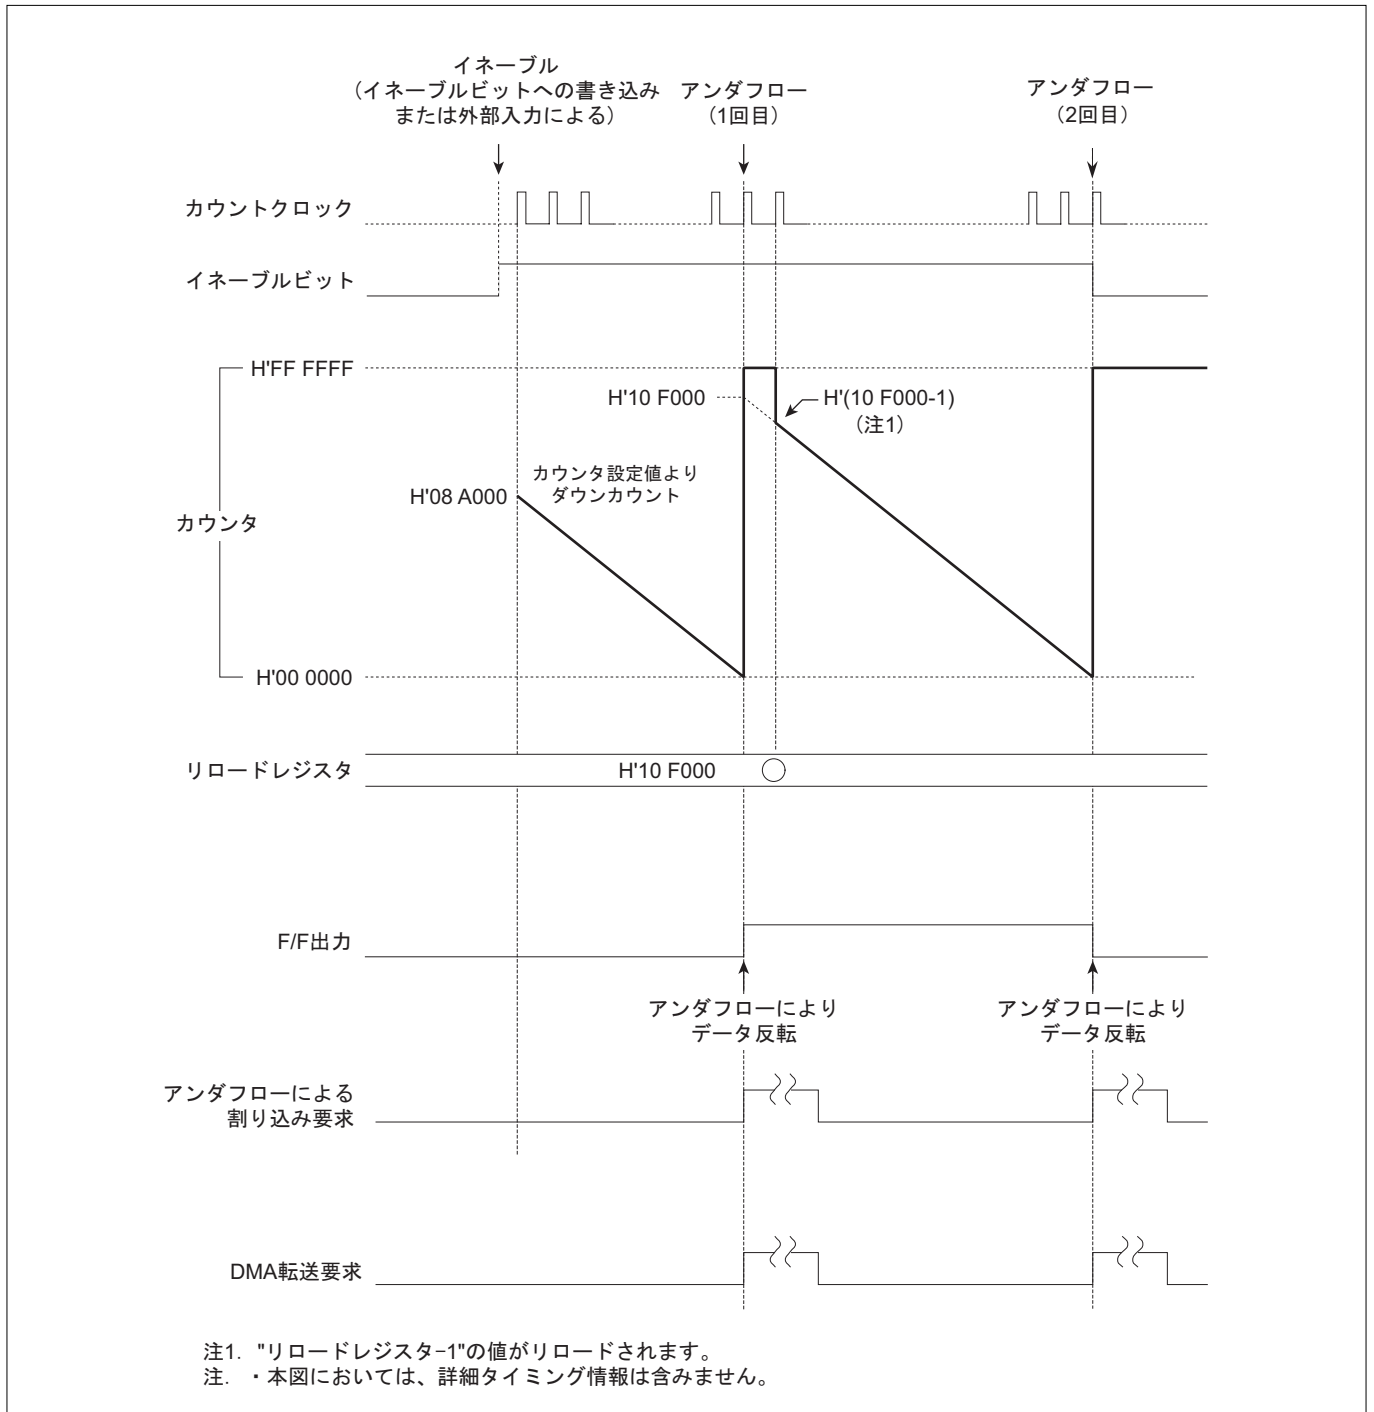 イネーブル
（イネーブルビットへの書き込み
または外部入力による）
アンダフロー
（1回目）
アンダフロー
（2回目）
カウントクロック
イネーブルビット
H'FF FFFF
H'10 F000
H'(10 F000-1)
（注1）
カウンタ設定値より
ダウンカウント
H'08 A000
カウンタ
H'00 0000
リロードレジスタ
H'10 F000
F/F出力
アンダフローにより
データ反転
アンダフローにより
データ反転
アンダフローによる
割り込み要求
DMA転送要求
注1. "リロードレジスタ−1"の値がリロードされます。
注. ・本図においては、詳細タイミング情報は含みません。